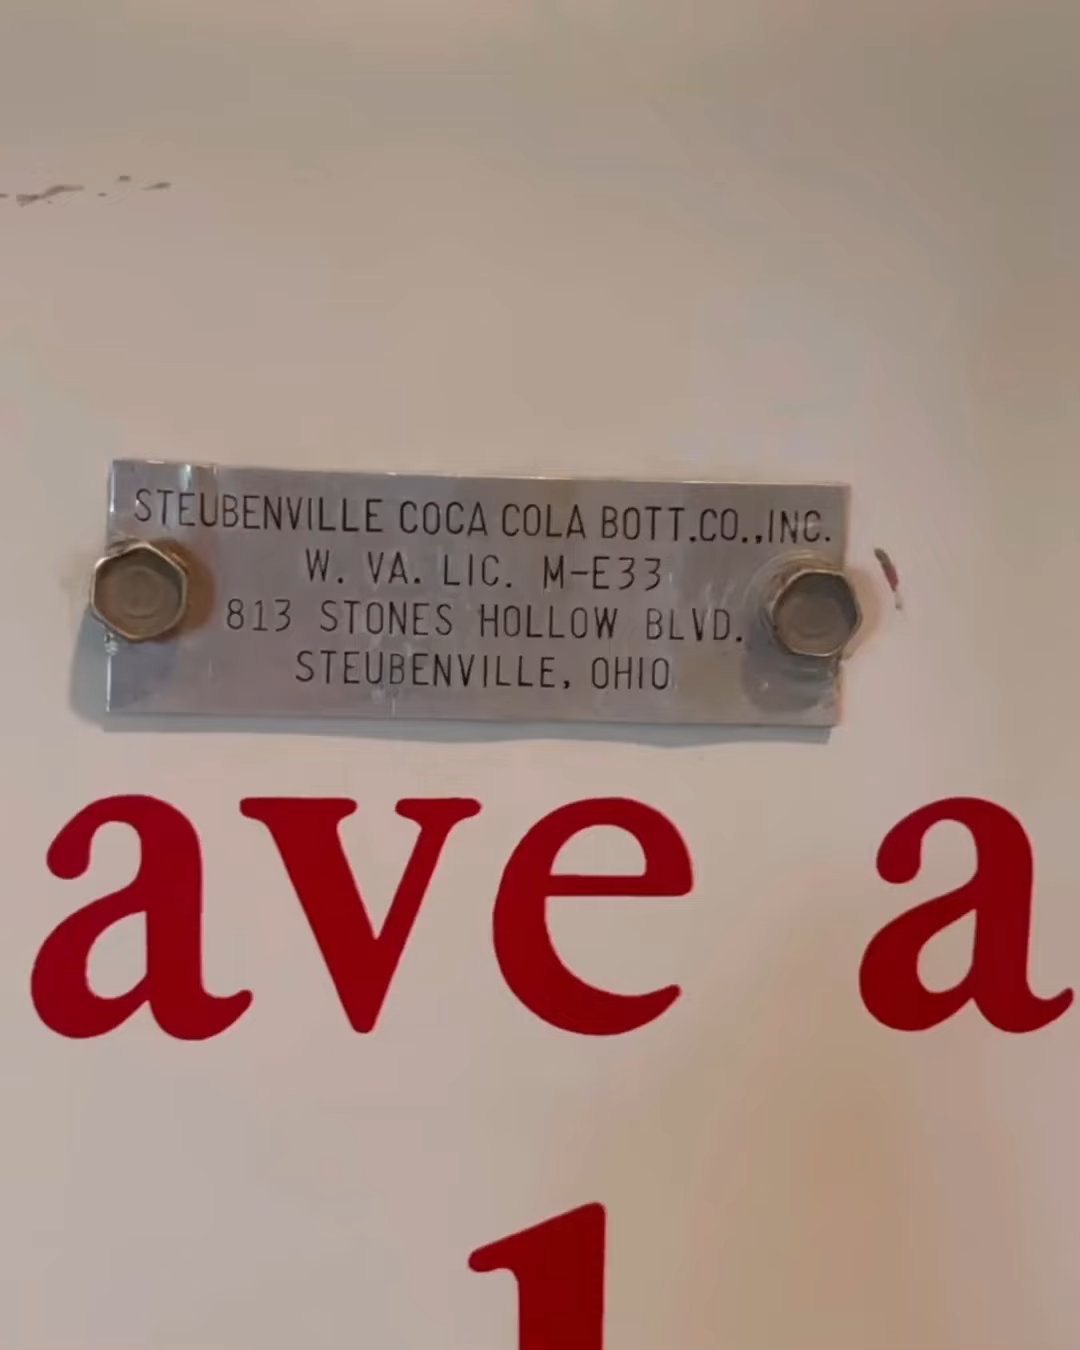 STEUBENVILLE COCA COLA BOTT.CO.,INC.
W. VA. LIC. M-E33
813 STONES HOLLOW BLVD.
STEUBENVILLE, OHIO
ave a